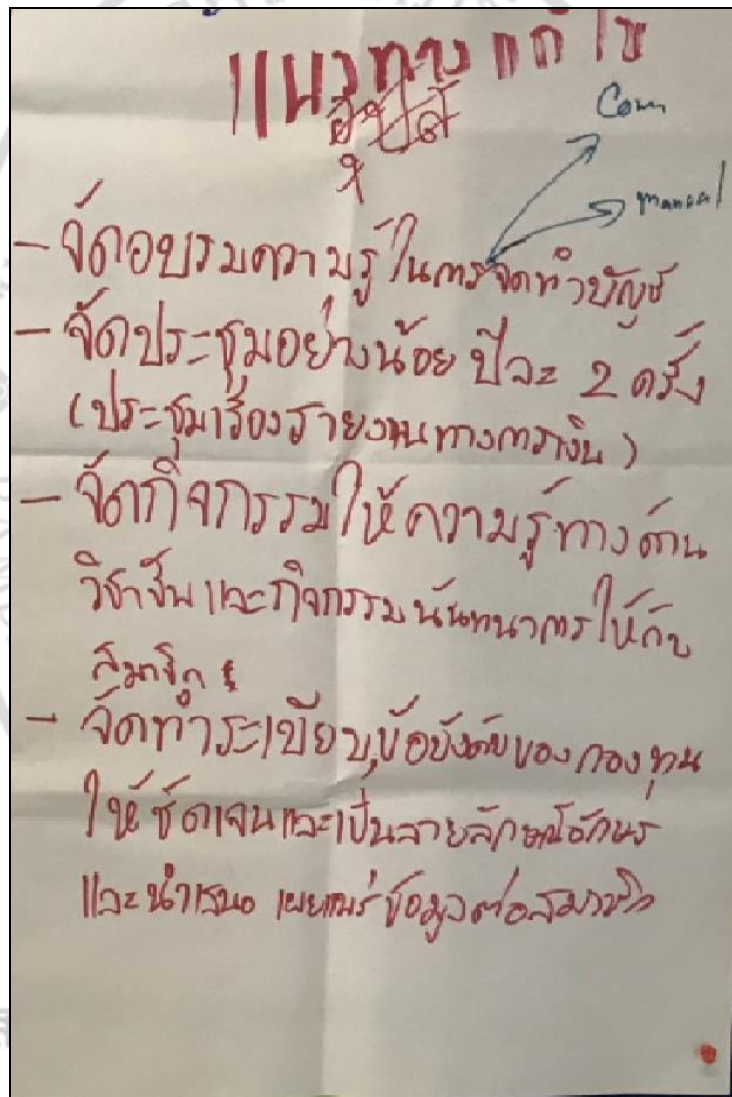 แนวทางแก้ไข
Com
manual
- จัดอบรมความรู้ในการจัดทำบัญชี
- จัดประชุมอย่างน้อย ปีละ 2 ครั้ง
(ประชุมเรื่องรายงานทางการเงิน)
- จัดกิจกรรมให้ความรู้ทางด้าน
วิชาชีพและกิจกรรมนันทนาการให้กับ
สมาชิก
- จัดทำระเบียบ,ข้อบังคับของกองทุน
ให้ชัดเจนและเป็นลายลักษณ์อักษร
และนำเสนอ เผยแพร่ข้อมูลต่อสมาชิก